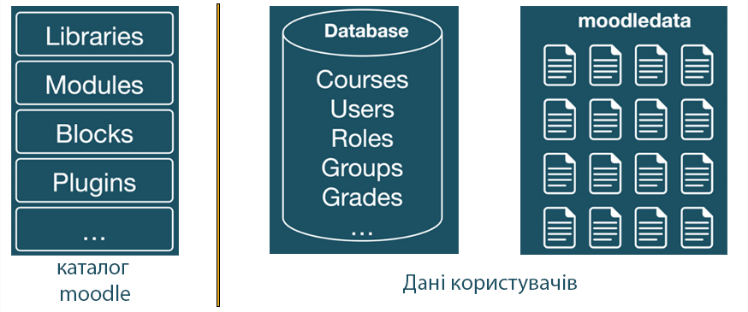 Libraries
Modules
Blocks
Plugins
...
каталог
moodle
Database
Courses
Users
Roles
Groups
Grades
...
moodledata
Дані користувачів